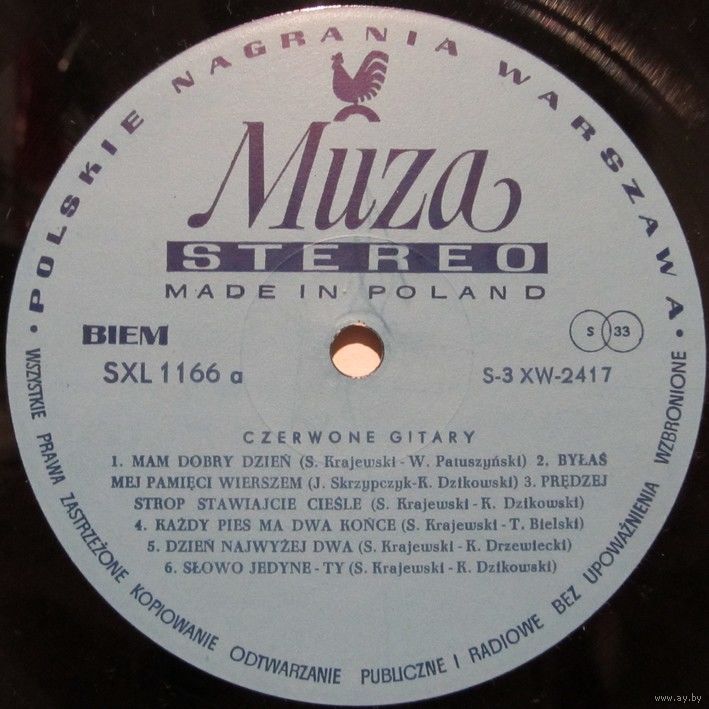 • POLSKIE NAGRANIA WARSZAWA •
Muza
STEREO
MADE IN POLAND
BIEM
S 33
SXL 1166 a
S-3 XW-2417
CZERWONE GITARY
1. MAM DOBRY DZIEŃ (S. Krajewski - W. Patuszyński) 2. BYŁAŚ
MEJ PAMIĘCI WIERSZEM (J. Skrzypczyk-K. Dzikowski) 3. PRĘDZEJ
STROP STAWIAJCIE CIEŚLE (S. Krajewski - K. Dzikowski)
4. KAŻDY PIES MA DWA KOŃCE (S. Krajewski - T. Bielski)
5. DZIEŃ NAJWYŻEJ DWA (S. Krajewski - K. Drzewiecki)
6. SŁOWO JEDYNE - TY (S. Krajewski - K. Dzikowski)
WSZYSTKIE PRAWA ZASTRZEŻONE KOPIOWANIE ODTWARZANIE PUBLICZNE I RADIOWE BEZ UPOWAŻNIENIA WZBRONIONE
www.ay.by